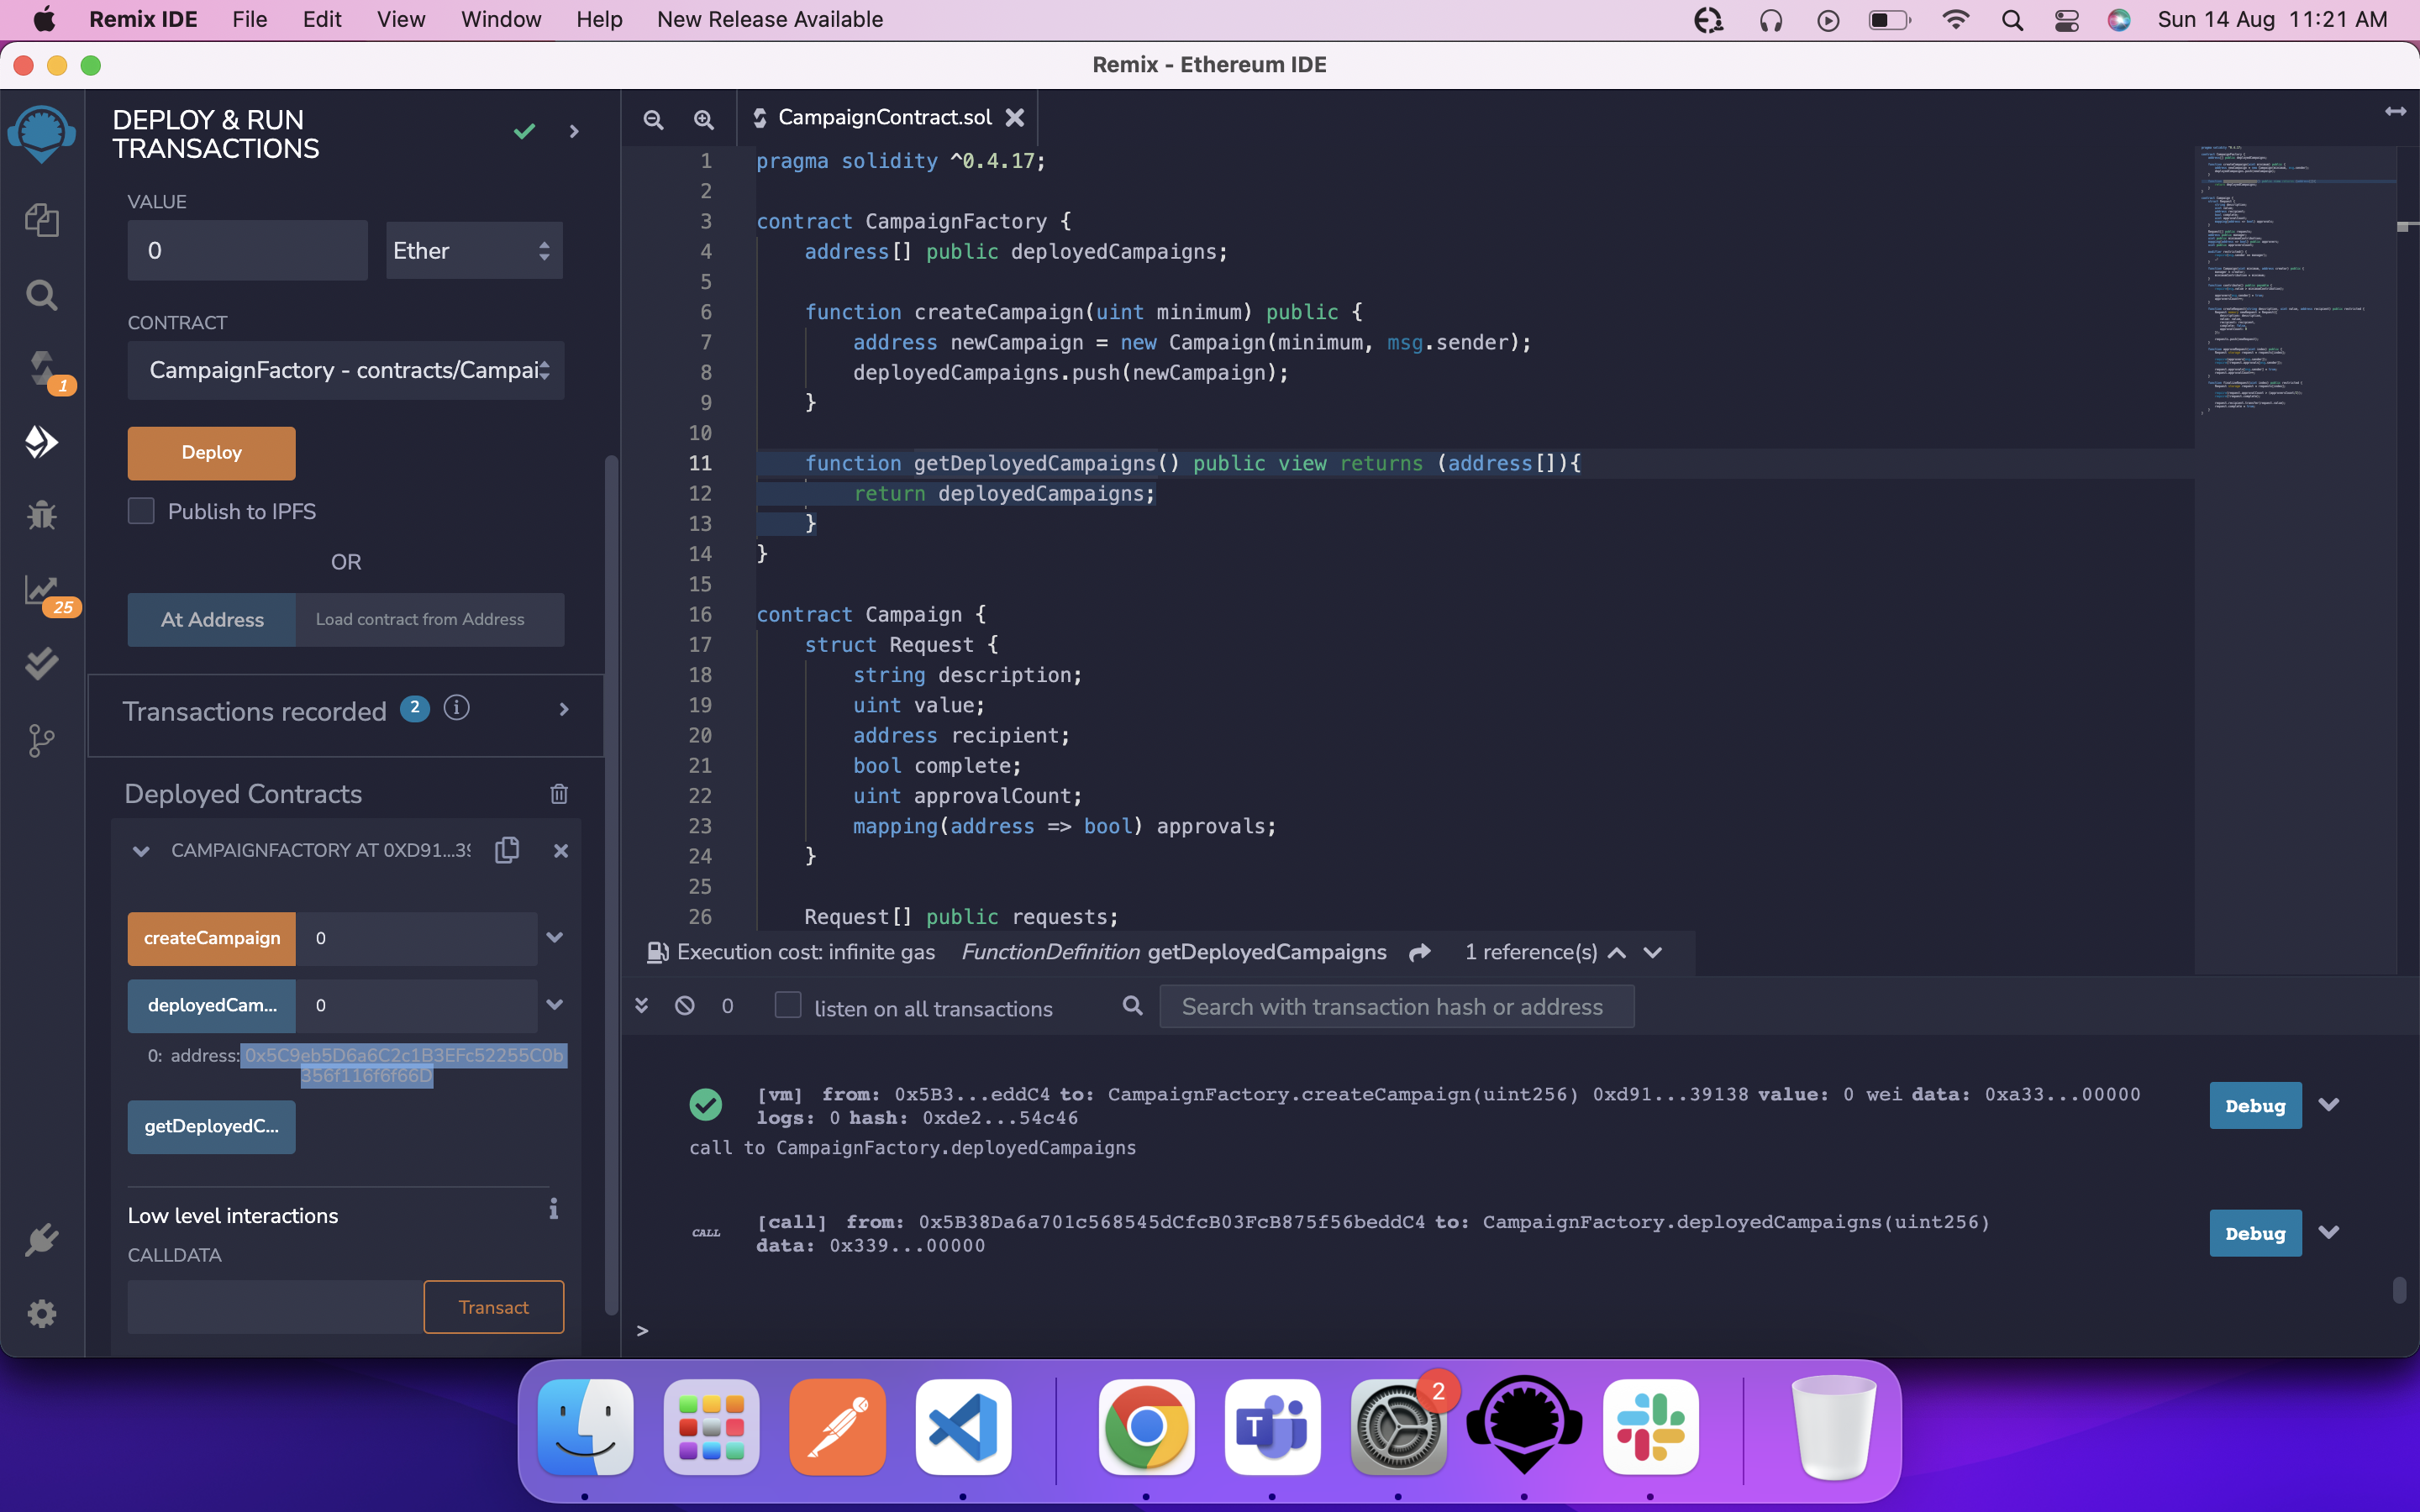 Remix IDE File Edit View Window Help New Release Available Sun 14 Aug 11:21 AM
Remix - Ethereum IDE
DEPLOY & RUN
TRANSACTIONS
VALUE
0 Ether
CONTRACT
CampaignFactory - contracts/Campai
Deploy
Publish to IPFS
OR
At Address Load contract from Address
Transactions recorded 2 i
Deployed Contracts
CAMPAIGNFACTORY AT 0XD91...39
createCampaign 0
deployedCam... 0
0: address: 0x5C9eb5D6a6C2c1B3EFc52255C0b
356f116f6f66D
getDeployedC...
Low level interactions i
CALLDATA
Transact
1
25
CampaignContract.sol
1 pragma solidity ^0.4.17;
2
3 contract CampaignFactory {
4 address[] public deployedCampaigns;
5
6 function createCampaign(uint minimum) public {
7 address newCampaign = new Campaign(minimum, msg.sender);
8 deployedCampaigns.push(newCampaign);
9 }
10
11 function getDeployedCampaigns() public view returns (address[]){
12 return deployedCampaigns;
13 }
14 }
15
16 contract Campaign {
17 struct Request {
18 string description;
19 uint value;
20 address recipient;
21 bool complete;
22 uint approvalCount;
23 mapping(address => bool) approvals;
24 }
25
26 Request[] public requests;
Execution cost: infinite gas FunctionDefinition getDeployedCampaigns 1 reference(s)
0 listen on all transactions Search with transaction hash or address
[vm] from: 0x5B3...eddC4 to: CampaignFactory.createCampaign(uint256) 0xd91...39138 value: 0 wei data: 0xa33...00000
logs: 0 hash: 0xde2...54c46
Debug
call to CampaignFactory.deployedCampaigns
CALL [call] from: 0x5B38Da6a701c568545dCfcB03FcB875f56beddC4 to: CampaignFactory.deployedCampaigns(uint256)
data: 0x339...00000
Debug
>
T
2